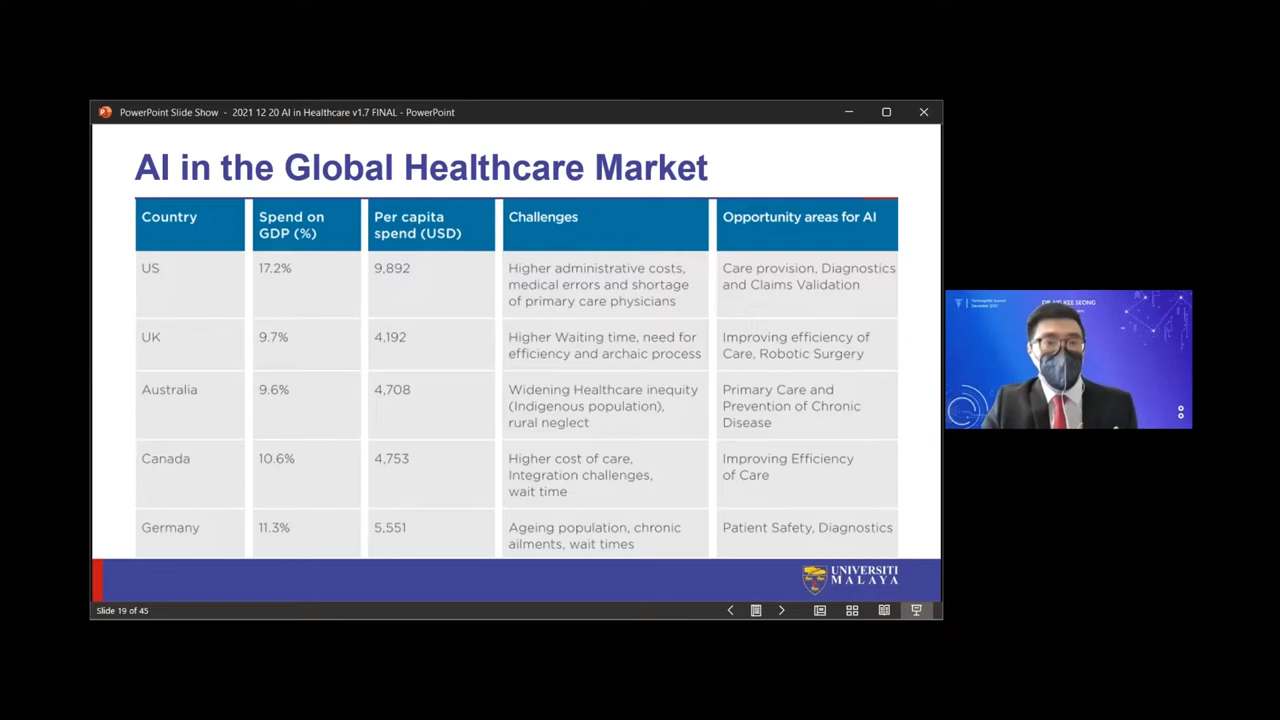 PowerPoint Slide Show - 2021 12 20 AI in Healthcare v1.7 FINAL - PowerPoint
AI in the Global Healthcare Market
Country
Spend on
GDP (%)
Per capita
spend (USD)
Challenges
Opportunity areas for AI
US
17.2%
9,892
Higher administrative costs,
medical errors and shortage
of primary care physicians
Care provision, Diagnostics
and Claims Validation
UK
9.7%
4,192
Higher Waiting time, need for
efficiency and archaic process
Improving efficiency of
Care, Robotic Surgery
Australia
9.6%
4,708
Widening Healthcare inequity
(Indigenous population),
rural neglect
Primary Care and
Prevention of Chronic
Disease
Canada
10.6%
4,753
Higher cost of care,
Integration challenges,
wait time
Improving Efficiency
of Care
Germany
11.3%
5,551
Ageing population, chronic
ailments, wait times
Patient Safety, Diagnostics
UNIVERSITI
MALAYA
Slide 19 of 45
KEE SEONG